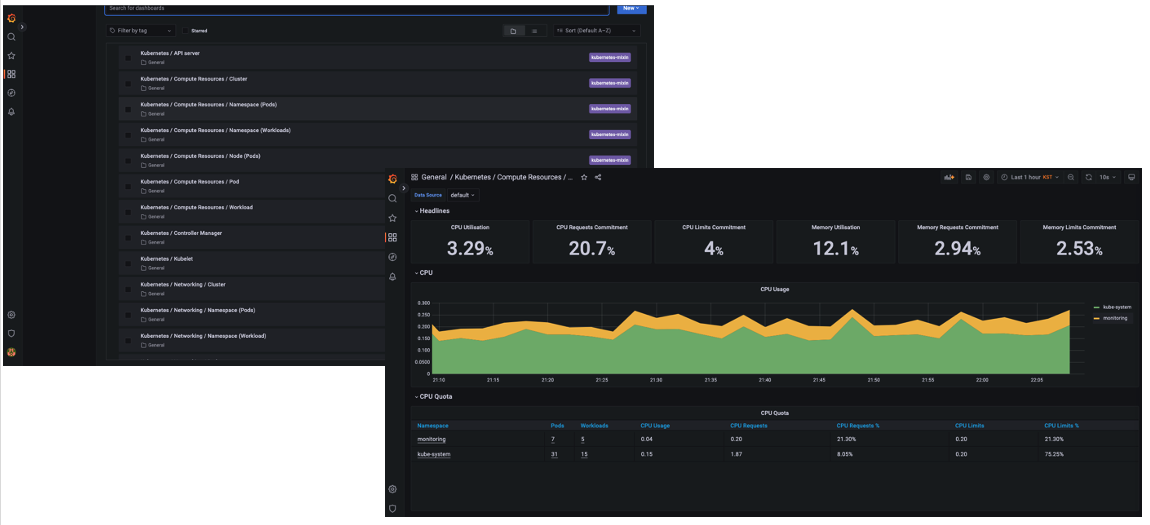 Search for dashboards
New
Filter by tag
Starred
Sort (Default A–Z)
Kubernetes / API server
General
kubernetes-mixin
Kubernetes / Compute Resources / Cluster
General
kubernetes-mixin
Kubernetes / Compute Resources / Namespace (Pods)
General
kubernetes-mixin
Kubernetes / Compute Resources / Namespace (Workloads)
General
kubernetes-mixin
Kubernetes / Compute Resources / Node (Pods)
General
kubernetes-mixin
Kubernetes / Compute Resources / Pod
General
Kubernetes / Compute Resources / Workload
General
Kubernetes / Controller Manager
General
Kubernetes / Kubelet
General
Kubernetes / Networking / Cluster
General
Kubernetes / Networking / Namespace (Pods)
General
Kubernetes / Networking / Namespace (Workload)
General
General / Kubernetes / Compute Resources / ...
Last 1 hour KST
10s
Data Source default
Headlines
CPU Utilisation
3.29%
CPU Requests Commitment
20.7%
CPU Limits Commitment
4%
Memory Utilisation
12.1%
Memory Requests Commitment
2.94%
Memory Limits Commitment
2.53%
CPU
CPU Usage
0.300
0.250
0.200
0.150
0.100
0.0500
0
21:10 21:15 21:20 21:25 21:30 21:35 21:40 21:45 21:50 21:55 22:00 22:05
kube-system
monitoring
CPU Quota
CPU Quota
Namespace Pods Workloads CPU Usage CPU Requests CPU Requests % CPU Limits CPU Limits %
monitoring 7 5 0.04 0.20 21.30% 0.20 21.30%
kube-system 31 15 0.15 1.87 8.05% 0.20 75.25%